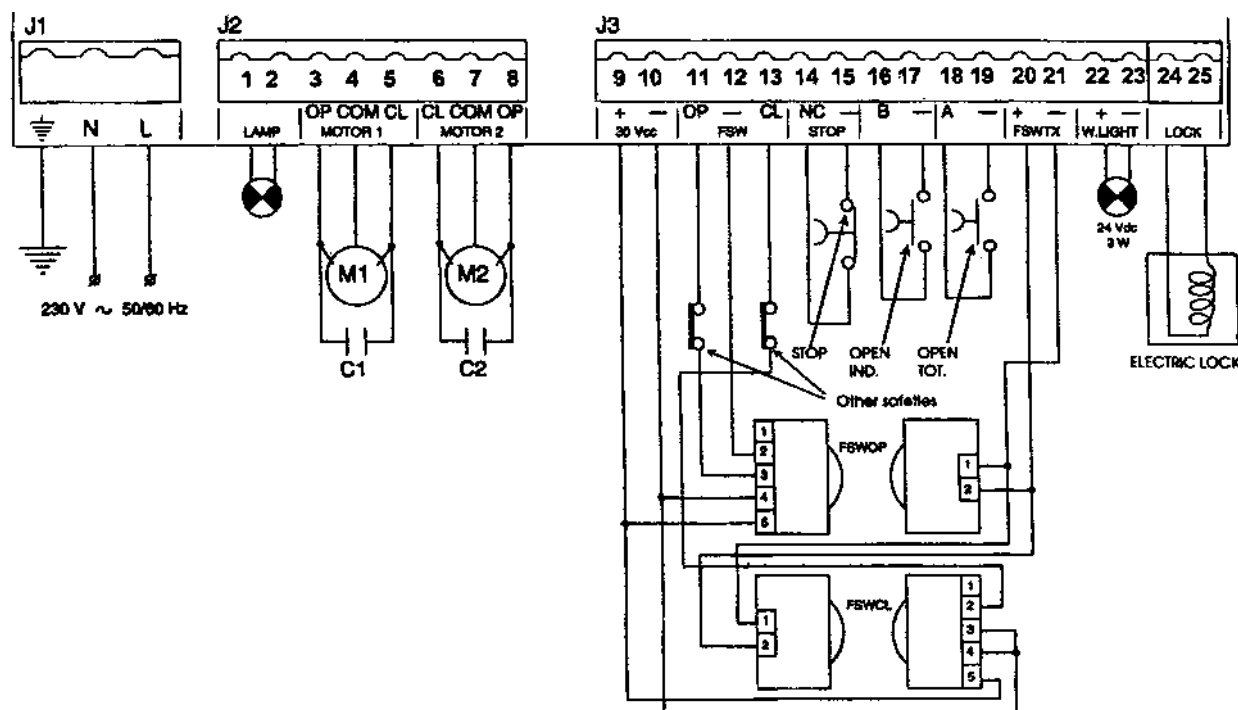 J1 J2 J3
1 2 3 4 5 6 7 8
9 10 11 12 13 14 15 16 17 18 19 20 21 22 23 24 25
OP COM CL CL COM OP
+ — OP — CL NC — B — A — + — + —
N L LAMP MOTOR 1 MOTOR 2
30 Vcc FSW STOP FSWTX W.LIGHT LOCK
24 Vdc
3 W
M1 M2
230 V ~ 50/60 Hz
C1 C2
STOP OPEN IND. OPEN TOT.
ELECTRIC LOCK
Other safeties
FSWOP
1
2
3
4
5
1
2
FSWCL
1
2
1
2
3
4
5